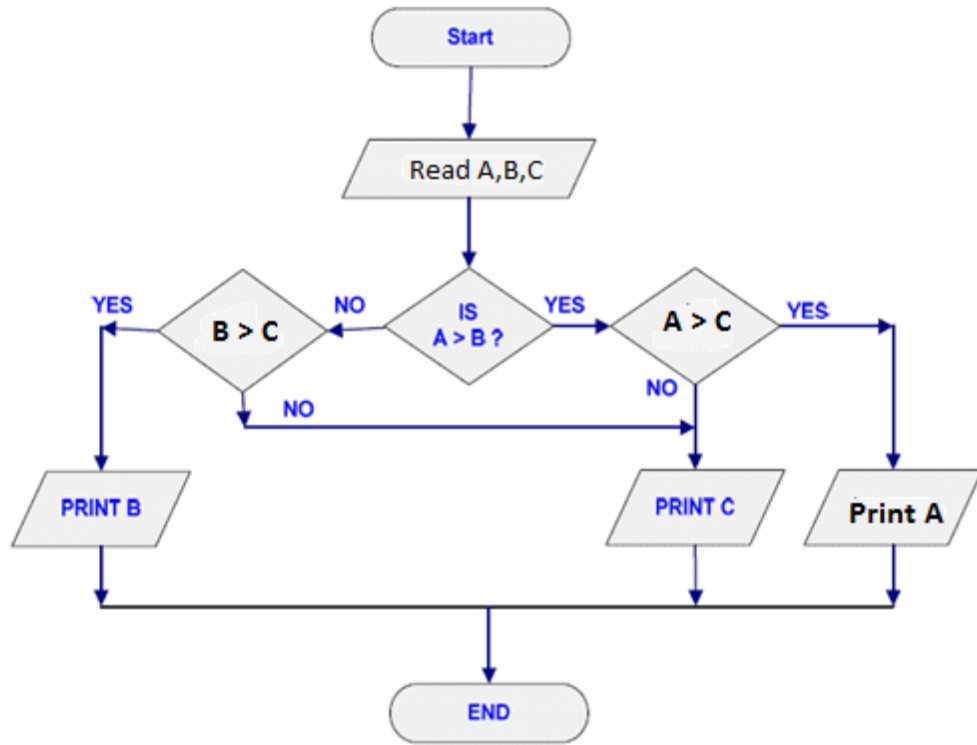 Start
Read A,B,C
YES
B > C
NO
IS
A > B ?
YES
A > C
YES
NO
NO
PRINT B
PRINT C
Print A
END